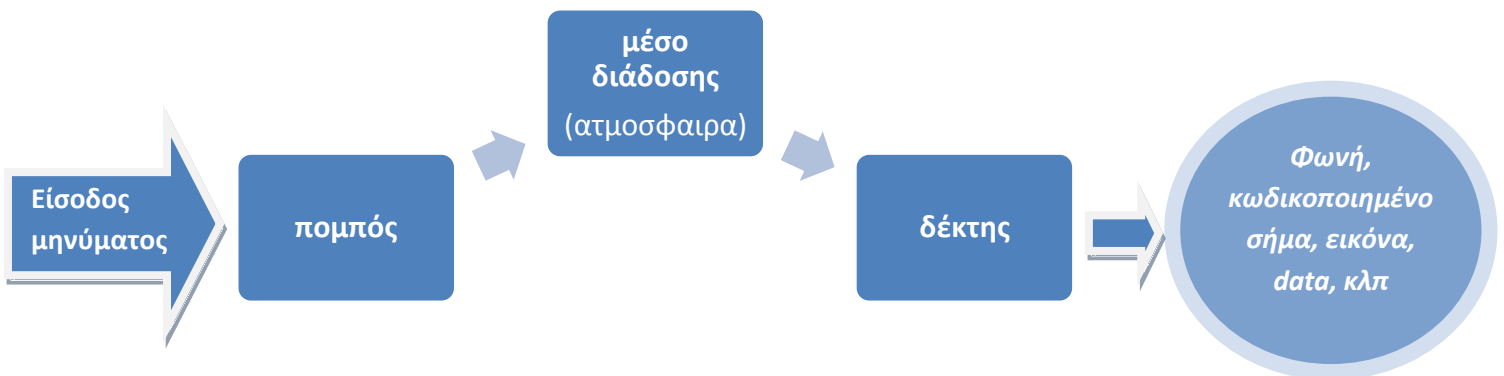 Είσοδος
μηνύματος
πομπός
μέσο
διάδοσης
(ατμοσφαιρα)
δέκτης
Φωνή,
κωδικοποιημένο
σήμα, εικόνα,
data, κλπ